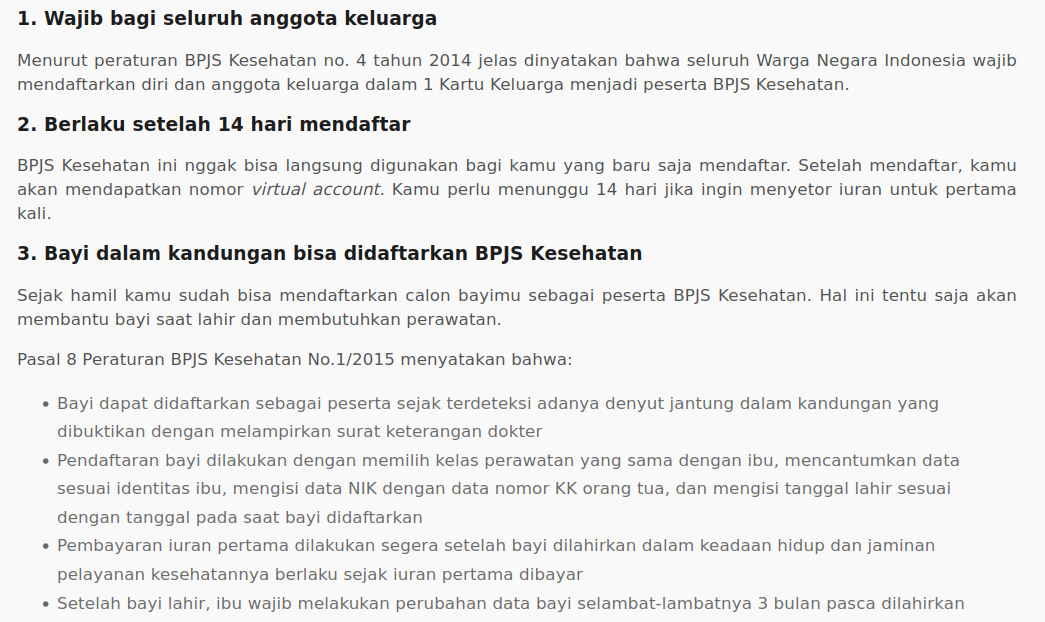 1. Wajib bagi seluruh anggota keluarga
Menurut peraturan BPJS Kesehatan no. 4 tahun 2014 jelas dinyatakan bahwa seluruh Warga Negara Indonesia wajib
mendaftarkan diri dan anggota keluarga dalam 1 Kartu Keluarga menjadi peserta BPJS Kesehatan.
2. Berlaku setelah 14 hari mendaftar
BPJS Kesehatan ini nggak bisa langsung digunakan bagi kamu yang baru saja mendaftar. Setelah mendaftar, kamu
akan mendapatkan nomor virtual account. Kamu perlu menunggu 14 hari jika ingin menyetor iuran untuk pertama
kali.
3. Bayi dalam kandungan bisa didaftarkan BPJS Kesehatan
Sejak hamil kamu sudah bisa mendaftarkan calon bayimu sebagai peserta BPJS Kesehatan. Hal ini tentu saja akan
membantu bayi saat lahir dan membutuhkan perawatan.
Pasal 8 Peraturan BPJS Kesehatan No.1/2015 menyatakan bahwa:
• Bayi dapat didaftarkan sebagai peserta sejak terdeteksi adanya denyut jantung dalam kandungan yang
dibuktikan dengan melampirkan surat keterangan dokter
• Pendaftaran bayi dilakukan dengan memilih kelas perawatan yang sama dengan ibu, mencantumkan data
sesuai identitas ibu, mengisi data NIK dengan data nomor KK orang tua, dan mengisi tanggal lahir sesuai
dengan tanggal pada saat bayi didaftarkan
• Pembayaran iuran pertama dilakukan segera setelah bayi dilahirkan dalam keadaan hidup dan jaminan
pelayanan kesehatannya berlaku sejak iuran pertama dibayar
• Setelah bayi lahir, ibu wajib melakukan perubahan data bayi selambat-lambatnya 3 bulan pasca dilahirkan